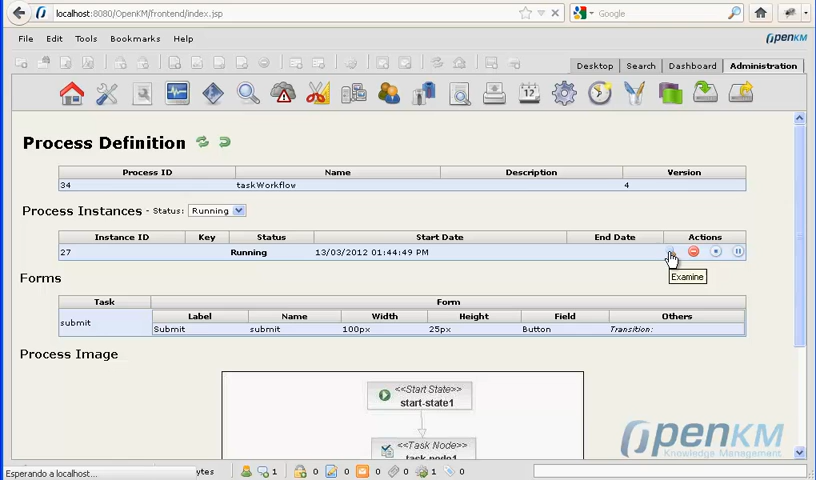 localhost:8080/OpenKM/frontend/index.jsp
Google
File Edit Tools Bookmarks Help
OpenKM
Desktop Search Dashboard Administration
12
Process Definition
Process ID Name Description Version
34 taskWorkflow 4
Process Instances - Status: Running
Instance ID Key Status Start Date End Date Actions
27 Running 13/03/2012 01:44:49 PM
Examine
Forms
Task Form
submit
Label Name Width Height Field Others
Submit submit 100px 25px Button Transition:
Process Image
<<Start State>>
start-state1
<<Task Node>>
task-node1
OpenKM
Knowledge Management.
Esperando a localhost... bytes 1 0 0 0 0 1 0